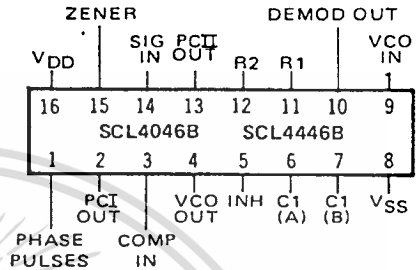 ZENER DEMOD OUT
VDD SIG IN PCII OUT R2 R1 VCO IN
16 15 14 13 12 11 10 9
SCL4046B SCL4446B
1 2 3 4 5 6 7 8
PCI OUT VCO OUT INH C1 (A) C1 (B) VSS
PHASE PULSES COMP IN